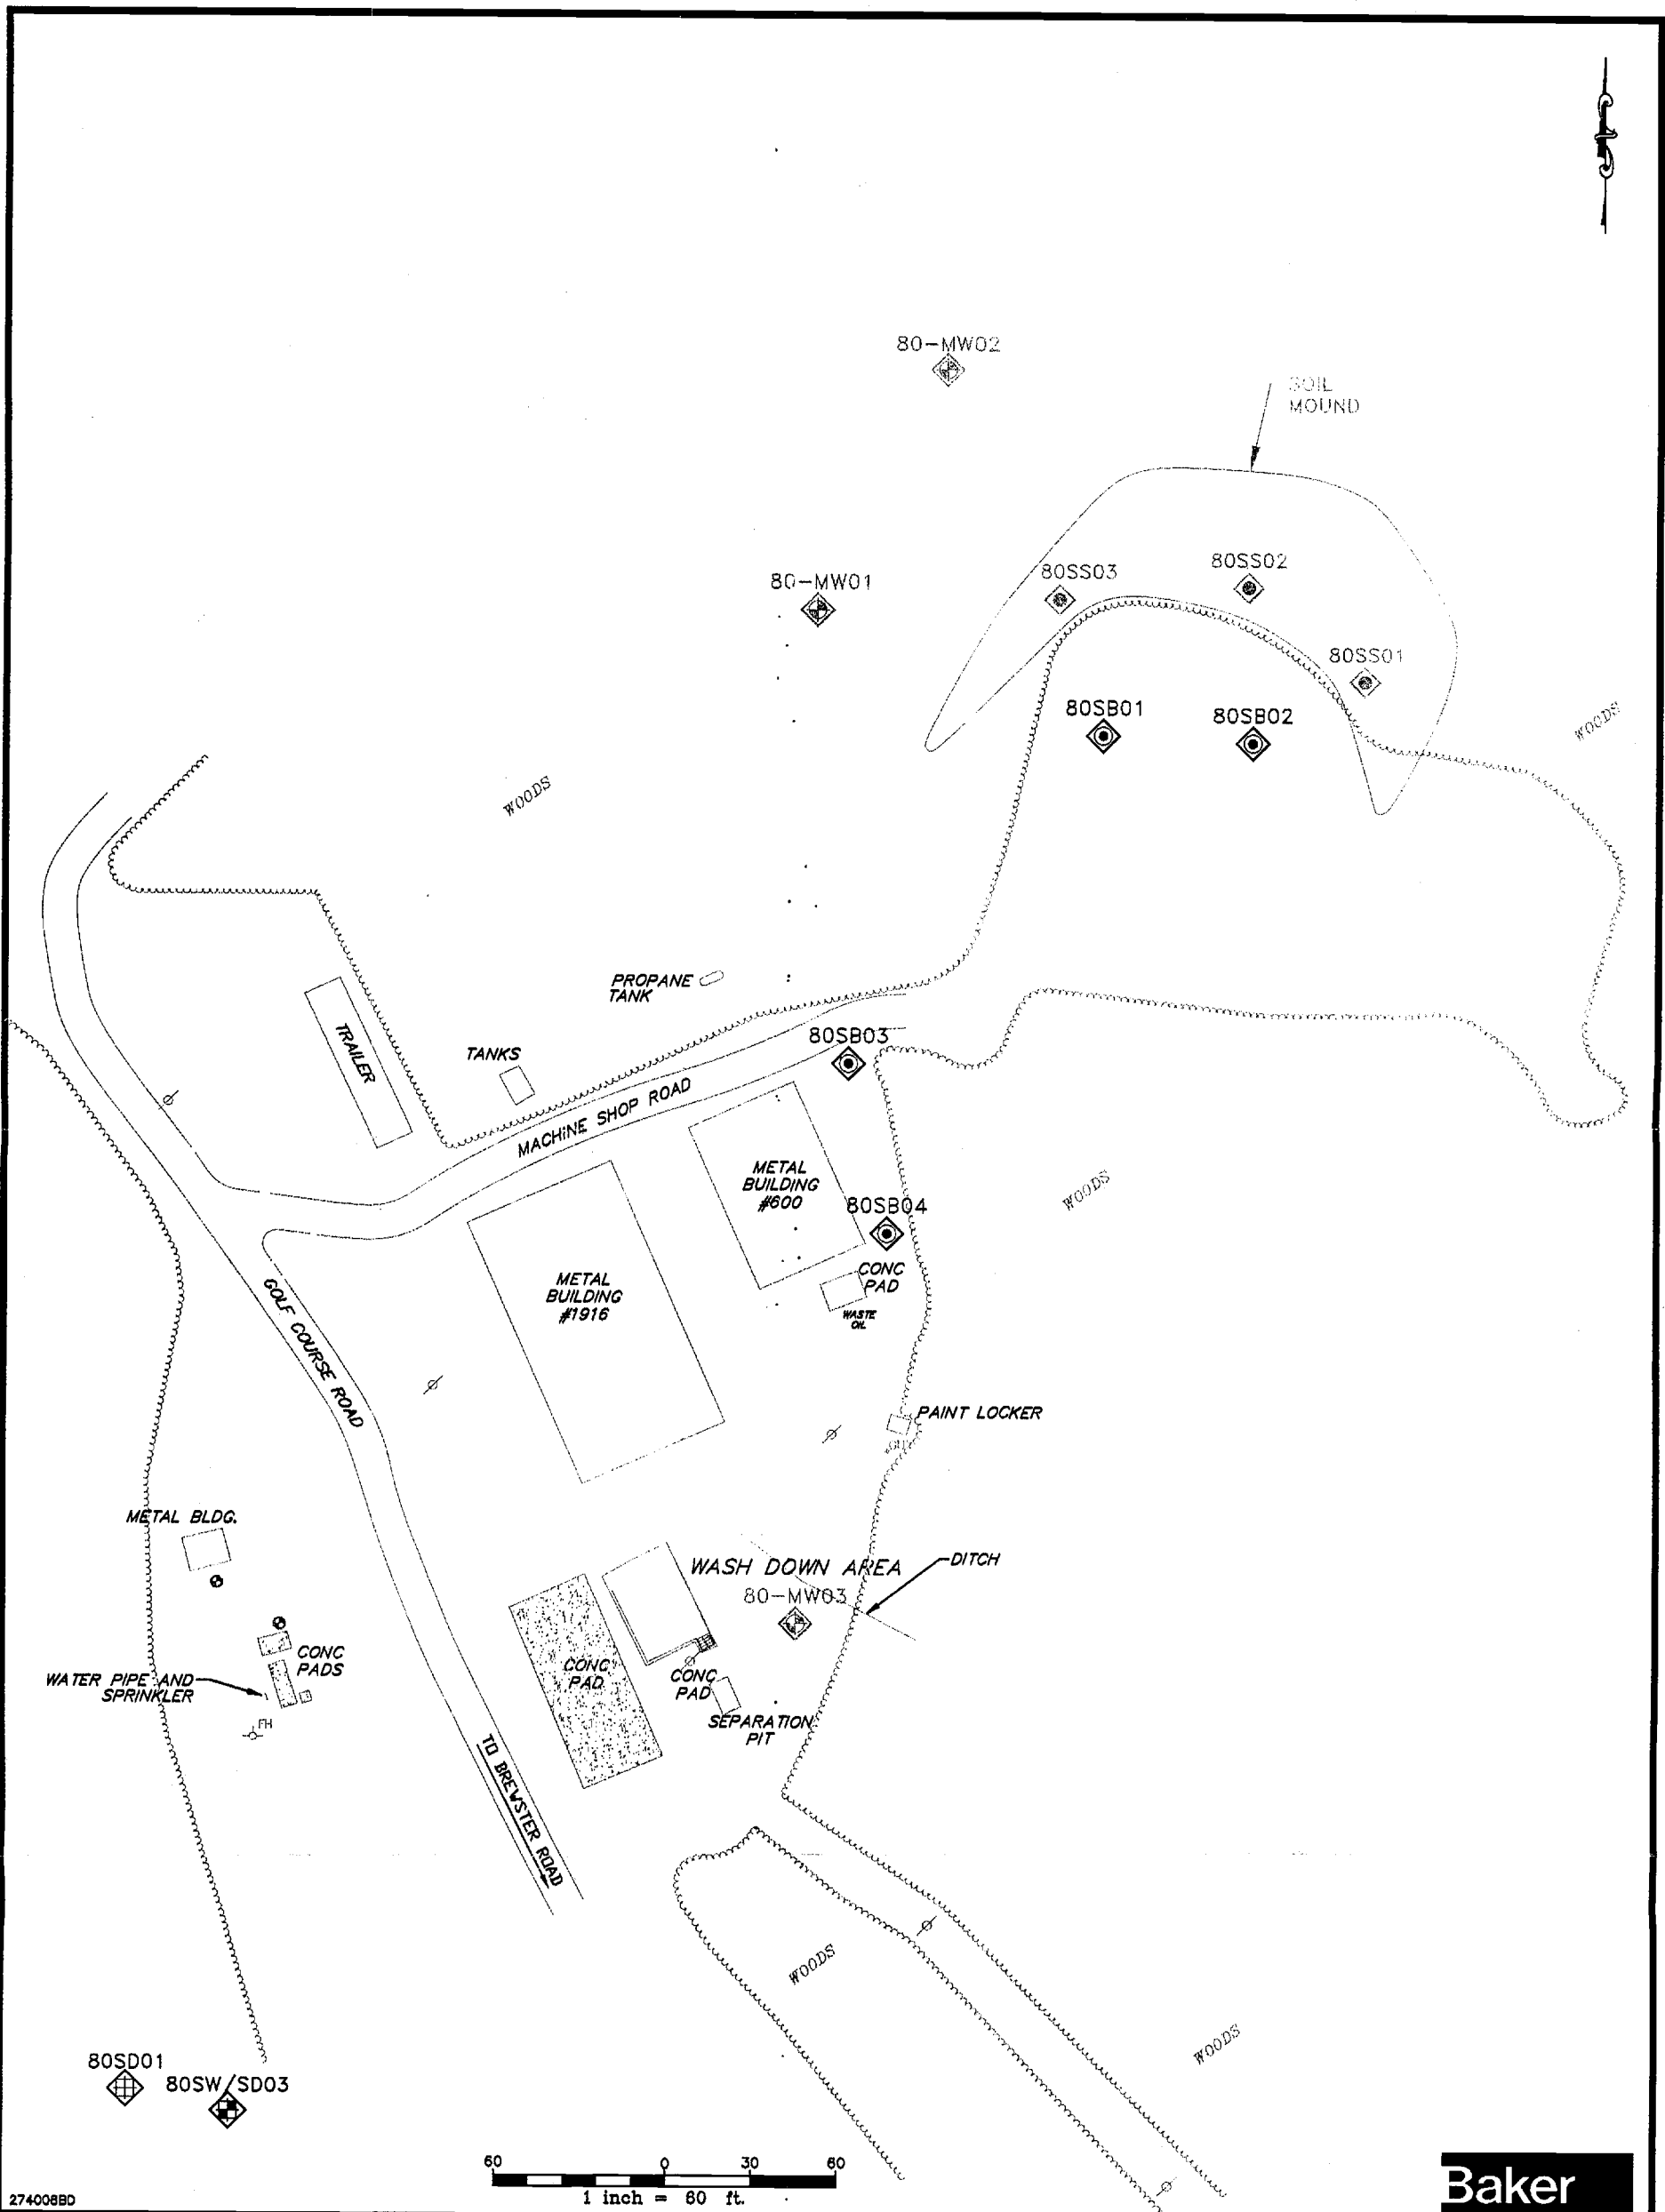 80-MW02
SOIL
MOUND
80SS03
80SS02
80-MW01
80SS01
80SB01
80SB02
WOODS
WOODS
PROPANE
TANK
80SB03
TRAILER
TANKS
MACHINE SHOP ROAD
METAL
BUILDING
#600
WOODS
80SB04
CONC
PAD
METAL
BUILDING
#1916
WASTE
OIL
GOLF COURSE ROAD
PAINT LOCKER
METAL BLDG.
WASH DOWN AREA
DITCH
80-MW03
CONC
PADS
CONC
PAD
CONC
PAD
WATER PIPE AND
SPRINKLER
FH
SEPARATION
PIT
TO BREWSTER ROAD
WOODS
WOODS
80SD01
80SW/SD03
60 0 30 60
1 inch = 60 ft.
274006BD
Baker